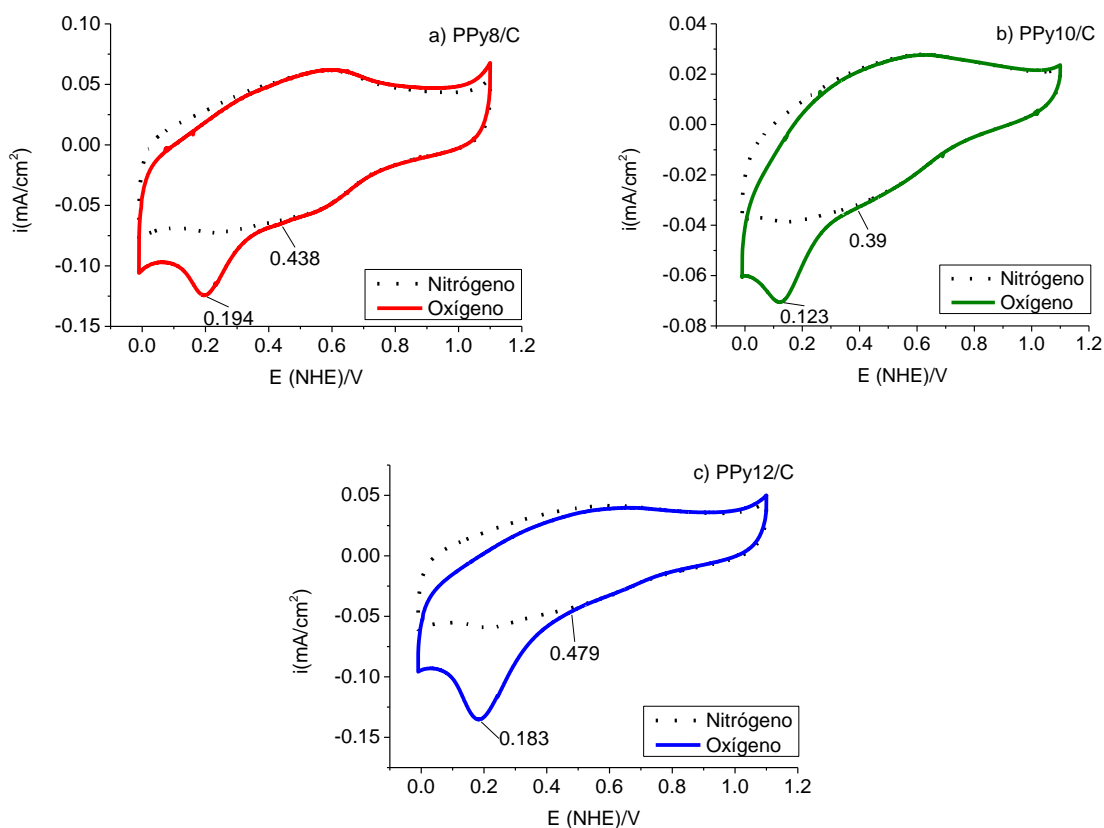 a) PPy8/C
0.10
0.05
0.00
-0.05
-0.10
-0.15
i(mA/cm²)
0.438
0.194
Nitrógeno
Oxígeno
0.0 0.2 0.4 0.6 0.8 1.0 1.2
E (NHE)/V
b) PPy10/C
0.04
0.02
0.00
-0.02
-0.04
-0.06
-0.08
i(mA/cm²)
0.39
0.123
Nitrógeno
Oxígeno
0.0 0.2 0.4 0.6 0.8 1.0 1.2
E (NHE)/V
c) PPy12/C
0.05
0.00
-0.05
-0.10
-0.15
i(mA/cm²)
0.479
0.183
Nitrógeno
Oxígeno
0.0 0.2 0.4 0.6 0.8 1.0 1.2
E (NHE)/V